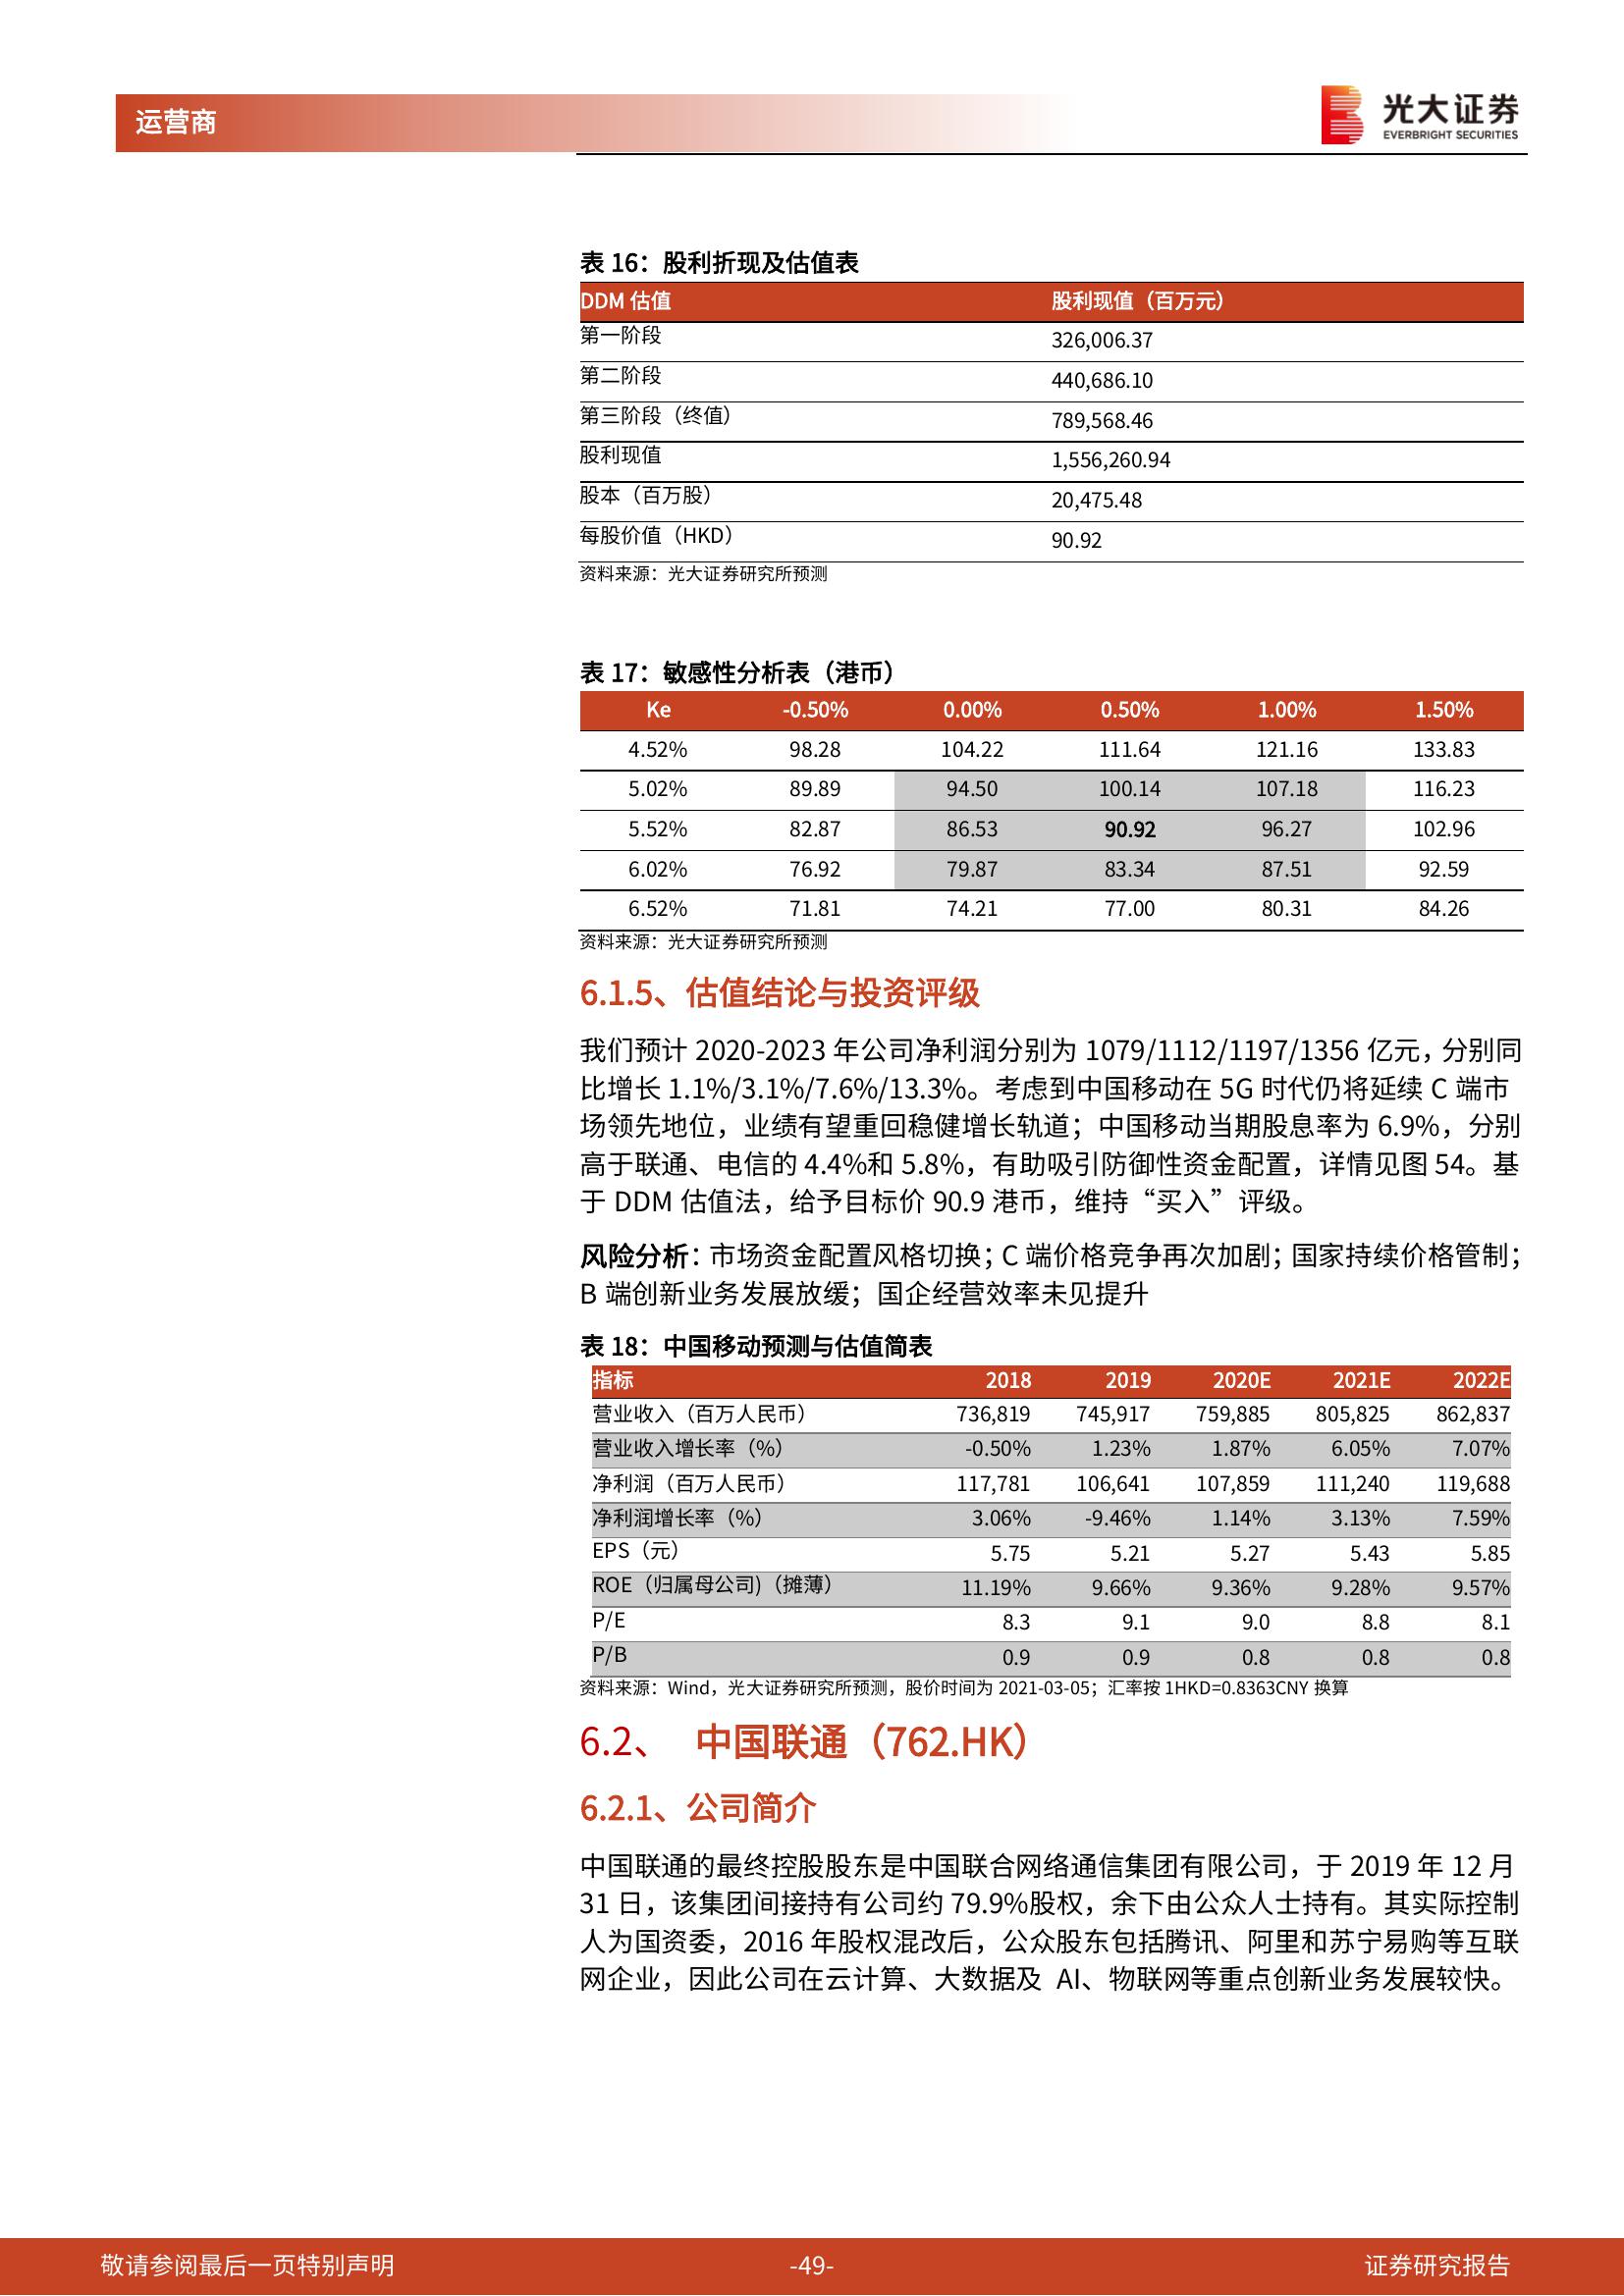 运营商
光大证券
EVERBRIGHT SECURITIES
表 16：股利折现及估值表
DDM 估值 股利现值（百万元）
第一阶段 326,006.37
第二阶段 440,686.10
第三阶段（终值） 789,568.46
股利现值 1,556,260.94
股本（百万股） 20,475.48
每股价值（HKD） 90.92
资料来源：光大证券研究所预测
表 17：敏感性分析表（港币）
Ke -0.50% 0.00% 0.50% 1.00% 1.50%
4.52% 98.28 104.22 111.64 121.16 133.83
5.02% 89.89 94.50 100.14 107.18 116.23
5.52% 82.87 86.53 90.92 96.27 102.96
6.02% 76.92 79.87 83.34 87.51 92.59
6.52% 71.81 74.21 77.00 80.31 84.26
资料来源：光大证券研究所预测
6.1.5、估值结论与投资评级
我们预计 2020-2023 年公司净利润分别为 1079/1112/1197/1356 亿元，分别同
比增长 1.1%/3.1%/7.6%/13.3%。考虑到中国移动在 5G 时代仍将延续 C 端市
场领先地位，业绩有望重回稳健增长轨道；中国移动当期股息率为 6.9%，分别
高于联通、电信的 4.4%和 5.8%，有助吸引防御性资金配置，详情见图 54。基
于 DDM 估值法，给予目标价 90.9 港币，维持“买入”评级。
风险分析：市场资金配置风格切换；C 端价格竞争再次加剧；国家持续价格管制；
B 端创新业务发展放缓；国企经营效率未见提升
表 18：中国移动预测与估值简表
指标 2018 2019 2020E 2021E 2022E
营业收入（百万人民币） 736,819 745,917 759,885 805,825 862,837
营业收入增长率（%） -0.50% 1.23% 1.87% 6.05% 7.07%
净利润（百万人民币） 117,781 106,641 107,859 111,240 119,688
净利润增长率（%） 3.06% -9.46% 1.14% 3.13% 7.59%
EPS（元） 5.75 5.21 5.27 5.43 5.85
ROE（归属母公司)（摊薄） 11.19% 9.66% 9.36% 9.28% 9.57%
P/E 8.3 9.1 9.0 8.8 8.1
P/B 0.9 0.9 0.8 0.8 0.8
资料来源：Wind，光大证券研究所预测，股价时间为 2021-03-05；汇率按 1HKD=0.8363CNY 换算
6.2、 中国联通（762.HK）
6.2.1、公司简介
中国联通的最终控股股东是中国联合网络通信集团有限公司，于 2019 年 12 月
31 日，该集团间接持有公司约 79.9%股权，余下由公众人士持有。其实际控制
人为国资委，2016 年股权混改后，公众股东包括腾讯、阿里和苏宁易购等互联
网企业，因此公司在云计算、大数据及 AI、物联网等重点创新业务发展较快。
敬请参阅最后一页特别声明 -49- 证券研究报告